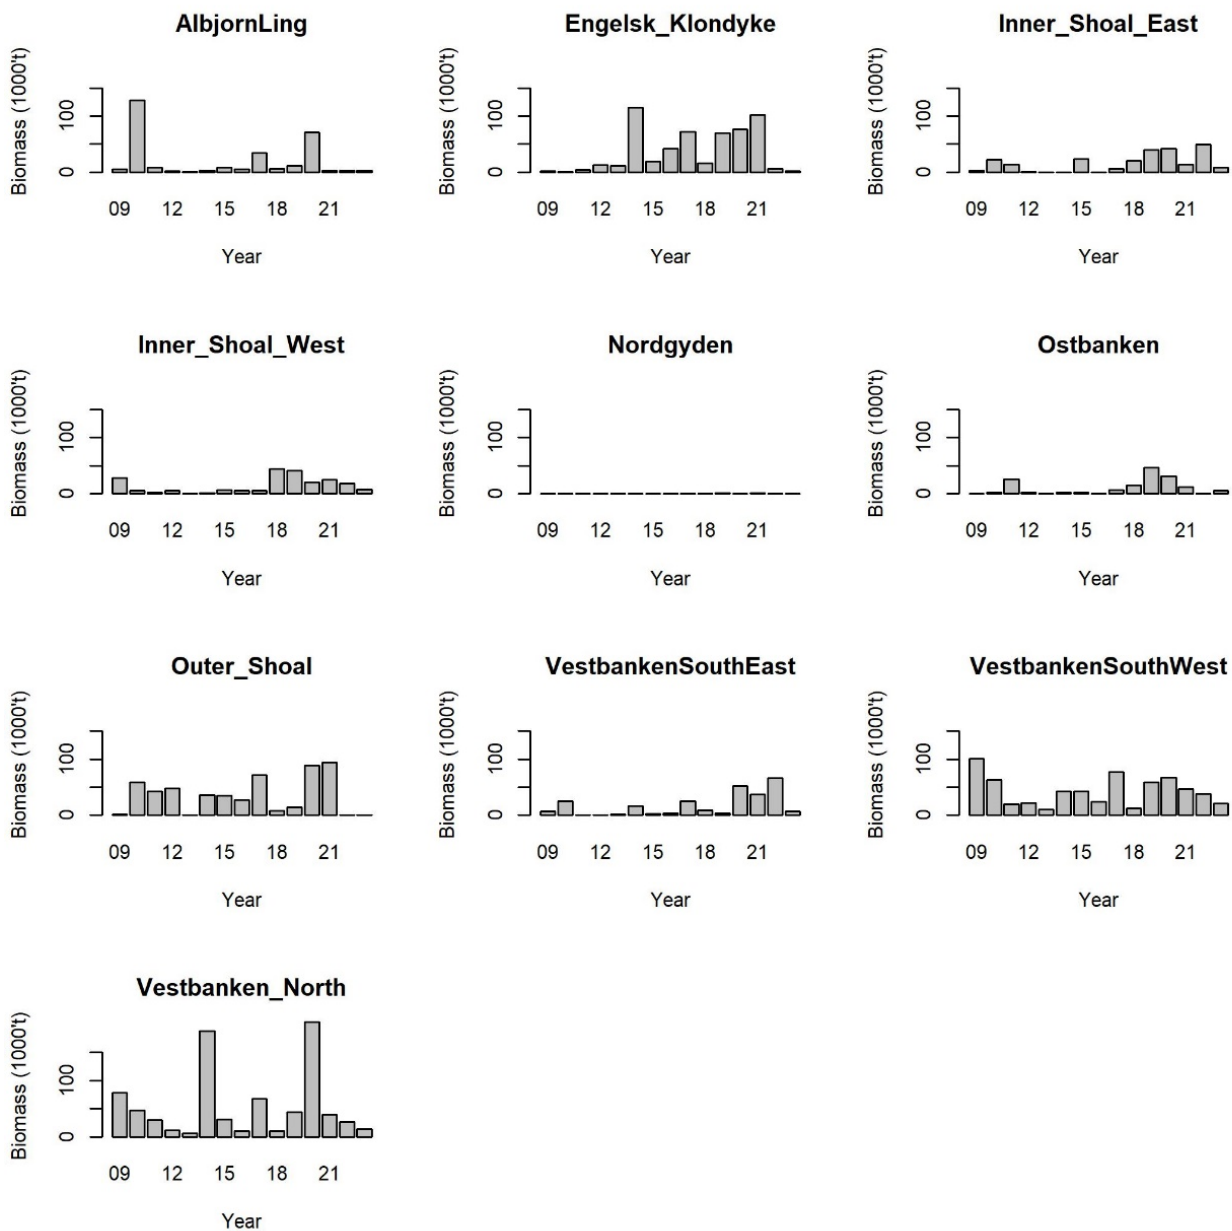 AlbjornLing
Engelsk_Klondyke
Inner_Shoal_East
Biomass (1000't)
0 100
09 12 15 18 21
Year
Biomass (1000't)
0 100
09 12 15 18 21
Year
Biomass (1000't)
0 100
09 12 15 18 21
Year
Inner_Shoal_West
Nordgyden
Ostbanken
Biomass (1000't)
0 100
09 12 15 18 21
Year
Biomass (1000't)
0 100
09 12 15 18 21
Year
Biomass (1000't)
0 100
09 12 15 18 21
Year
Outer_Shoal
VestbankenSouthEast
VestbankenSouthWest
Biomass (1000't)
0 100
09 12 15 18 21
Year
Biomass (1000't)
0 100
09 12 15 18 21
Year
Biomass (1000't)
0 100
09 12 15 18 21
Year
Vestbanken_North
Biomass (1000't)
0 100
09 12 15 18 21
Year